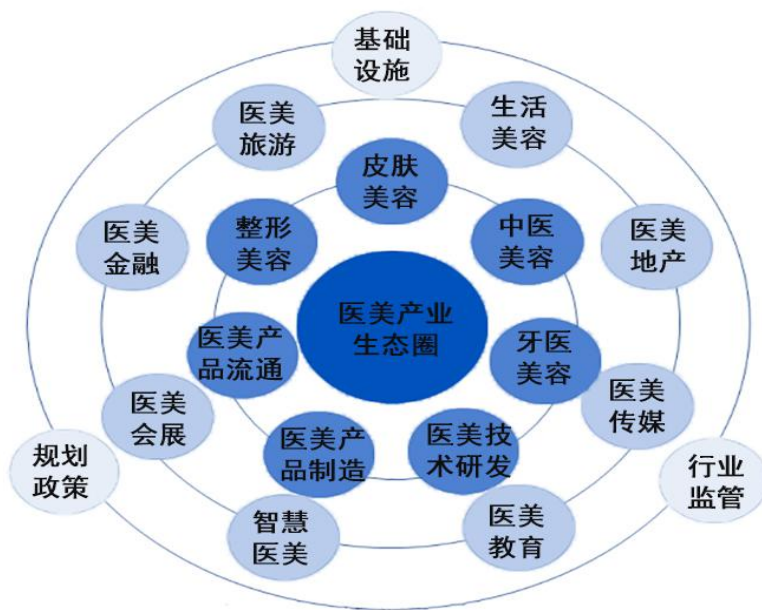 基础
设施
医美
旅游
生活
美容
皮肤
美容
整形
美容
中医
美容
医美
金融
医美
地产
医美产业
生态圈
医美产
品流通
牙医
美容
医美
会展
医美
传媒
医美产
品制造
医美技
术研发
规划
政策
行业
监管
智慧
医美
医美
教育